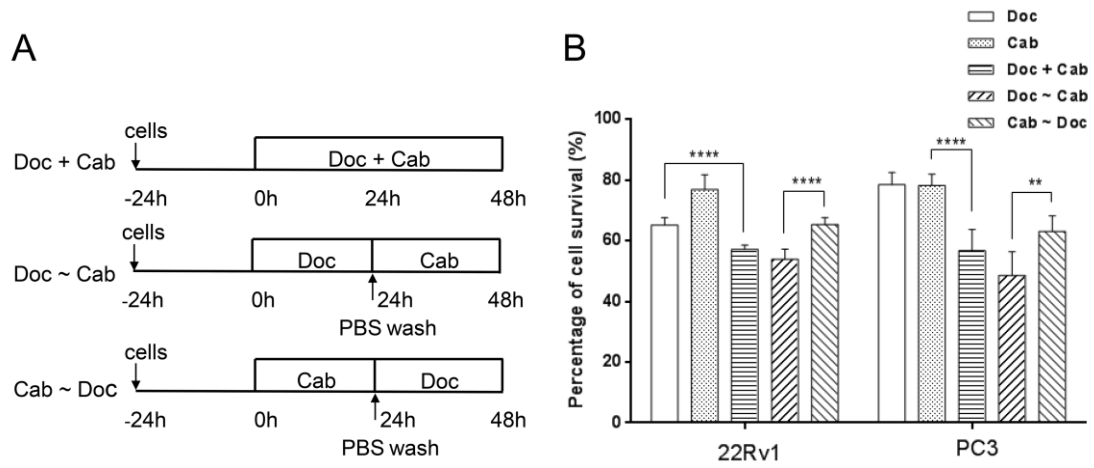 A
cells
Doc + Cab
Doc + Cab
-24h 0h 24h 48h
cells
Doc ~ Cab
Doc Cab
-24h 0h 24h 48h
PBS wash
cells
Cab ~ Doc
Cab Doc
-24h 0h 24h 48h
PBS wash
B
Doc
Cab
Doc + Cab
Doc ~ Cab
Cab ~ Doc
Percentage of cell survival (%)
100
80
60
40
20
0
****
****
****
**
22Rv1
PC3